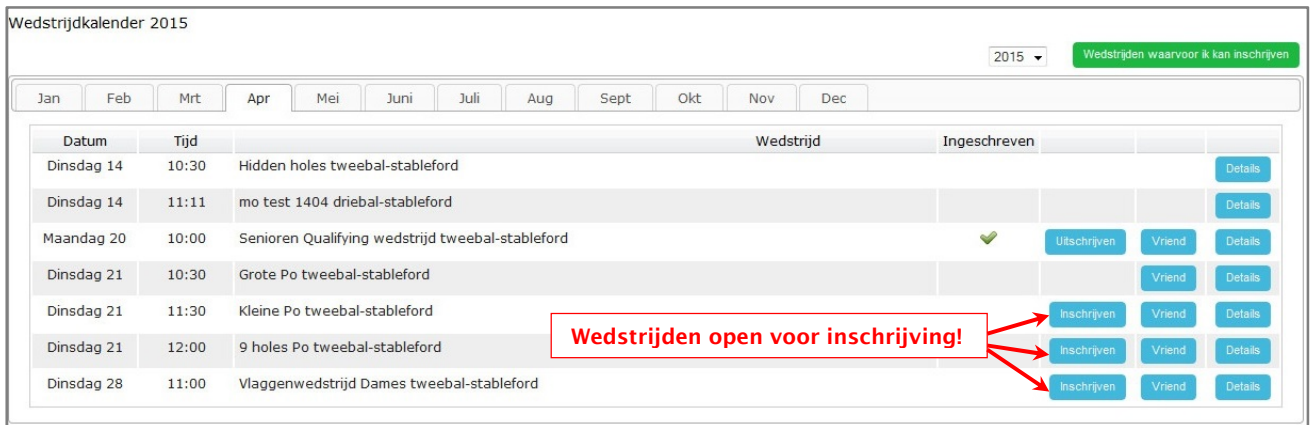 Wedstrijdkalender 2015
2015 Wedstrijden waarvoor ik kan inschrijven
Jan Feb Mrt Apr Mei Juni Juli Aug Sept Okt Nov Dec
Datum Tijd Wedstrijd Ingeschreven
Dinsdag 14 10:30 Hidden holes tweebal-stableford Details
Dinsdag 14 11:11 mo test 1404 driebal-stableford Details
Maandag 20 10:00 Senioren Qualifying wedstrijd tweebal-stableford Uitschrijven Vriend Details
Dinsdag 21 10:30 Grote Po tweebal-stableford Vriend Details
Dinsdag 21 11:30 Kleine Po tweebal-stableford Inschrijven Vriend Details
Wedstrijden open voor inschrijving!
Dinsdag 21 12:00 9 holes Po tweebal-stableford Inschrijven Vriend Details
Dinsdag 28 11:00 Vlaggenwedstrijd Dames tweebal-stableford Inschrijven Vriend Details